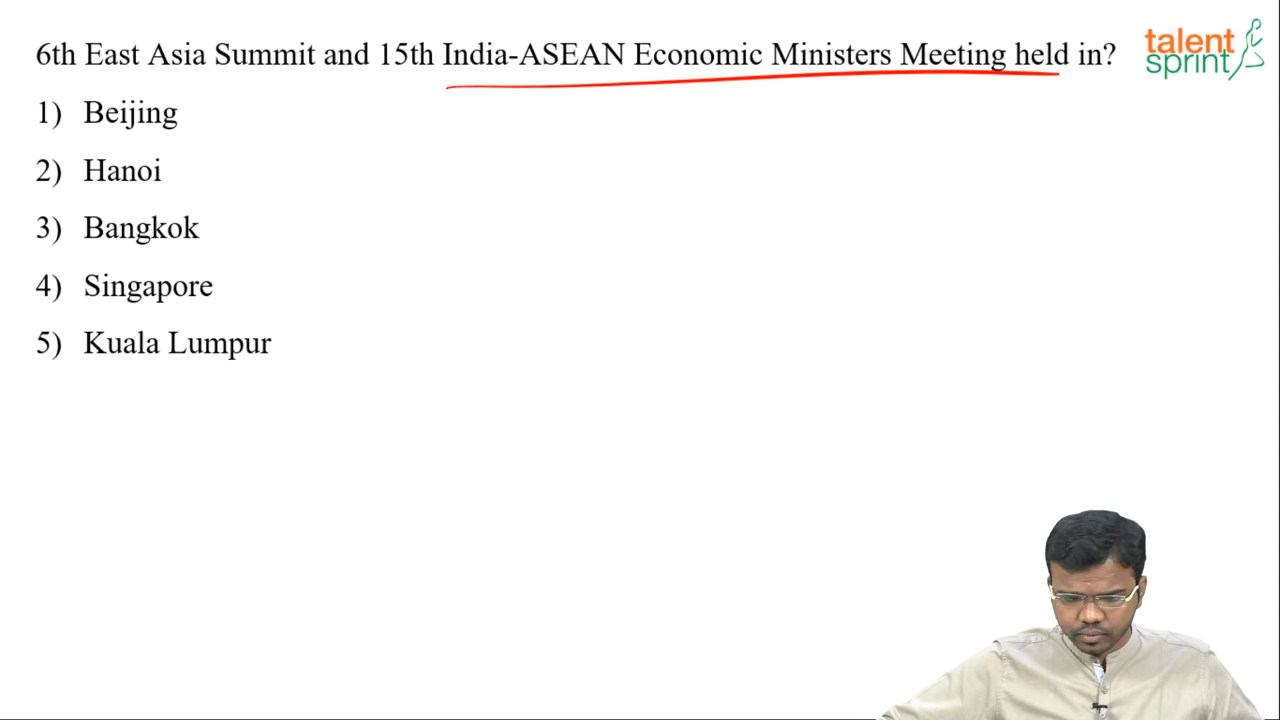 6th East Asia Summit and 15th India-ASEAN Economic Ministers Meeting held in?
talent
sprint
1) Beijing
2) Hanoi
3) Bangkok
4) Singapore
5) Kuala Lumpur